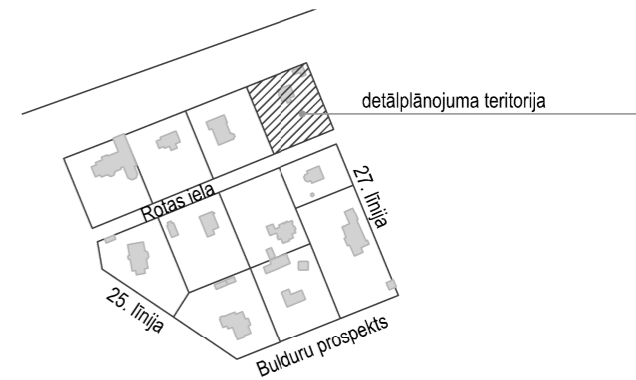 detālplānojuma teritorija
27. līnija
Rotas iela
25. līnija
Bulduru prospekts